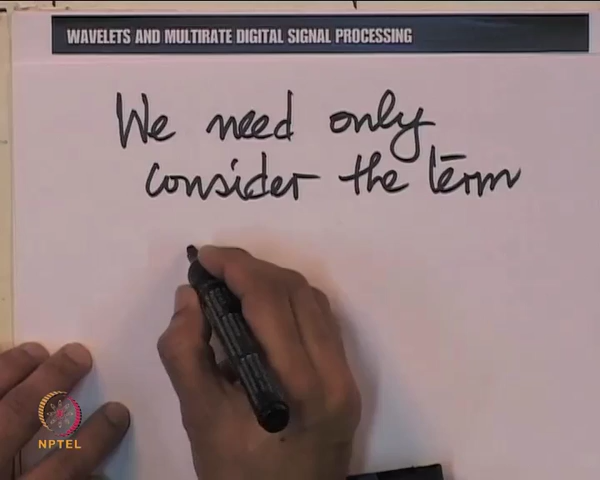 WAVELETS AND MULTIRATE DIGITAL SIGNAL PROCESSING
We need only
consider the term
NPTEL